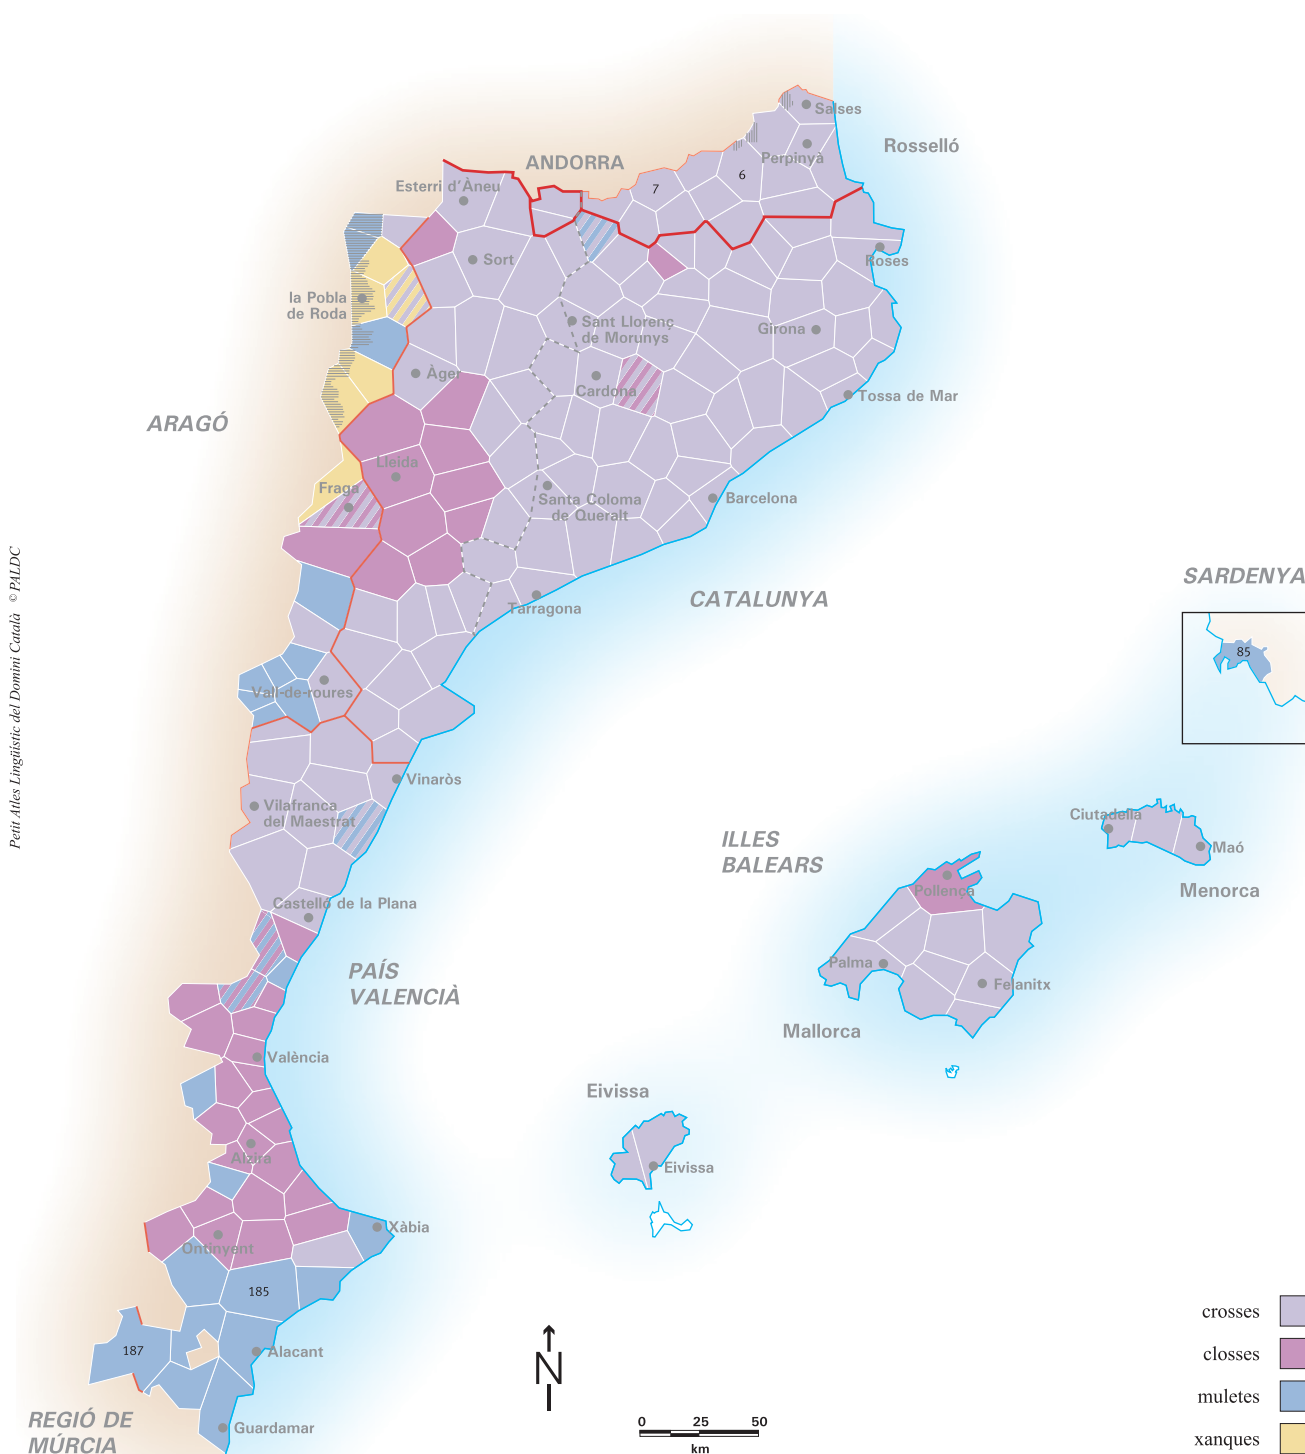 Salses
Rosselló
ANDORRA
Perpinyà
Esterri d'Àneu
7
6
Sort
Roses
la Pobla
de Roda
Sant Llorenç
de Morunys
Girona
Àger
Cardona
Tossa de Mar
ARAGÓ
Lleida
Fraga
Santa Coloma
de Queralt
Barcelona
Petit Atles Lingüístic del Domini Català © PALDC
SARDENYA
CATALUNYA
Tarragona
85
Vall-de-roures
Vinaròs
Vilafranca
del Maestrat
Ciutadella
Maó
ILLES
BALEARS
Menorca
Pollença
Castelló de la Plana
Palma
Felanitx
PAÍS
VALENCIÀ
Mallorca
València
Eivissa
Alzira
Eivissa
Xàbia
Ontinyent
185
crosses
closses
muletes
xanques
187
Alacant
N
REGIÓ DE
MÚRCIA
Guardamar
0 25 50
km